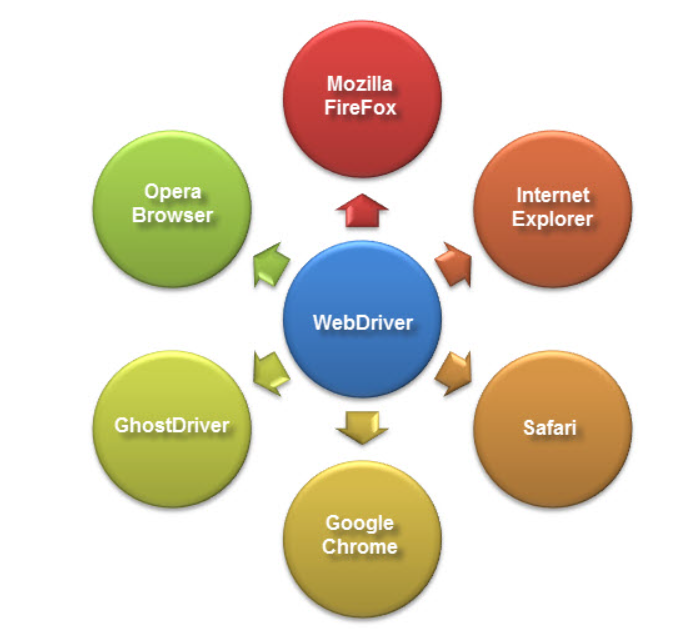 Mozilla
FireFox
Opera
Browser
Internet
Explorer
WebDriver
GhostDriver
Safari
Google
Chrome